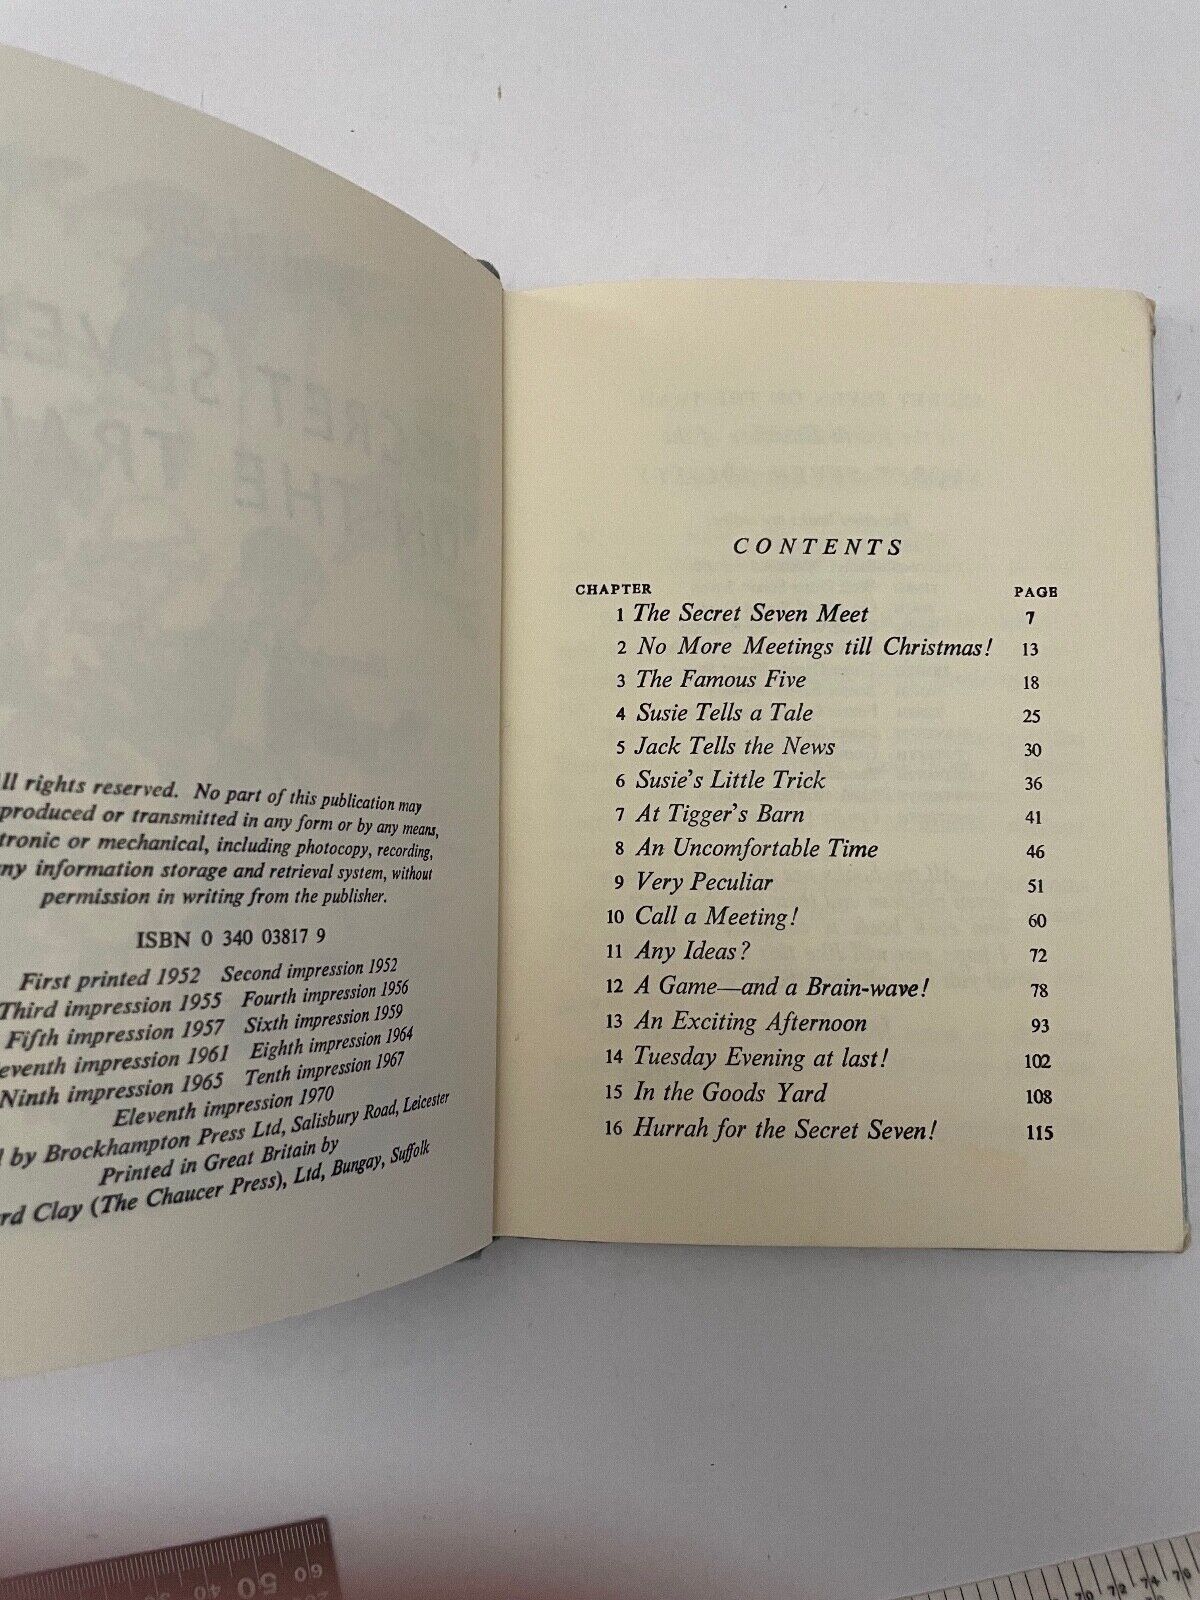 ll rights reserved. No part of this publication may
produced or transmitted in any form or by any means,
tronic or mechanical, including photocopy, recording,
ny information storage and retrieval system, without
permission in writing from the publisher.
ISBN 0 340 03817 9
First printed 1952 Second impression 1952
Third impression 1955 Fourth impression 1956
Fifth impression 1957 Sixth impression 1959
eventh impression 1961 Eighth impression 1964
Ninth impression 1965 Tenth impression 1967
Eleventh impression 1970
d by Brockhampton Press Ltd, Salisbury Road, Leicester
Printed in Great Britain by
rd Clay (The Chaucer Press), Ltd, Bungay, Suffolk
CONTENTS
CHAPTER PAGE
1 The Secret Seven Meet 7
2 No More Meetings till Christmas! 13
3 The Famous Five 18
4 Susie Tells a Tale 25
5 Jack Tells the News 30
6 Susie's Little Trick 36
7 At Tigger's Barn 41
8 An Uncomfortable Time 46
9 Very Peculiar 51
10 Call a Meeting! 60
11 Any Ideas? 72
12 A Game—and a Brain-wave! 78
13 An Exciting Afternoon 93
14 Tuesday Evening at last! 102
15 In the Goods Yard 108
16 Hurrah for the Secret Seven! 115
40 50 60
70 72 74 76